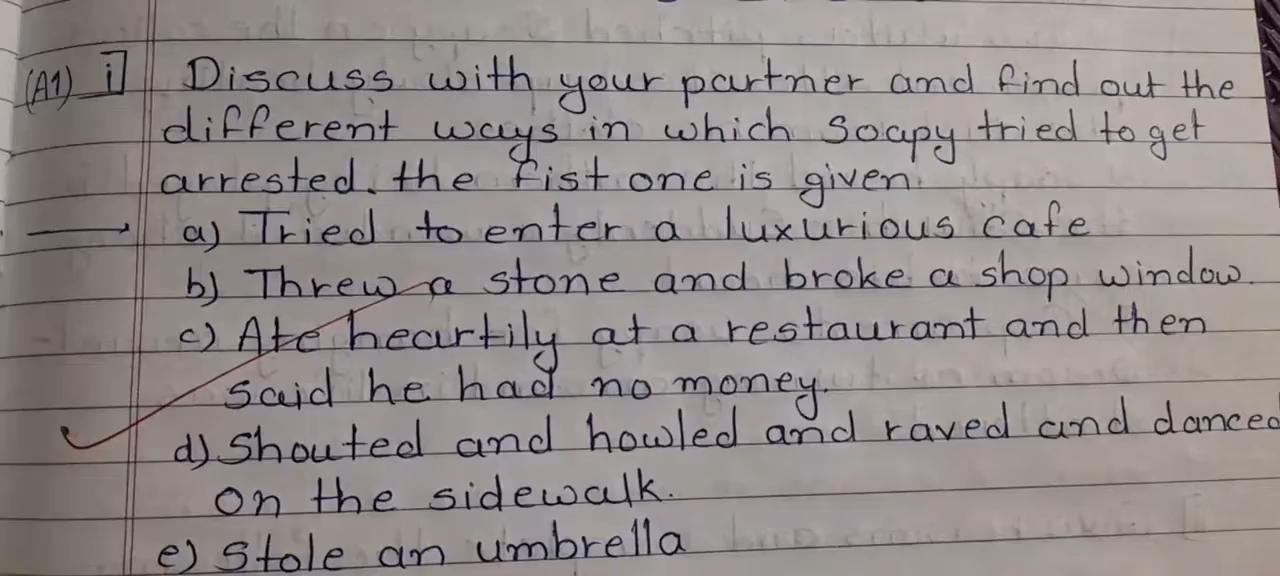 (A1) i] Discuss with your partner and find out the
different ways in which Soapy tried to get
arrested. the fist one is given.
→ a) Tried to enter a luxurious cafe
b) Threw a stone and broke a shop window.
c) Ate heartily at a restaurant and then
said he had no money.
d) Shouted and howled and raved and danced
on the sidewalk.
e) Stole an umbrella